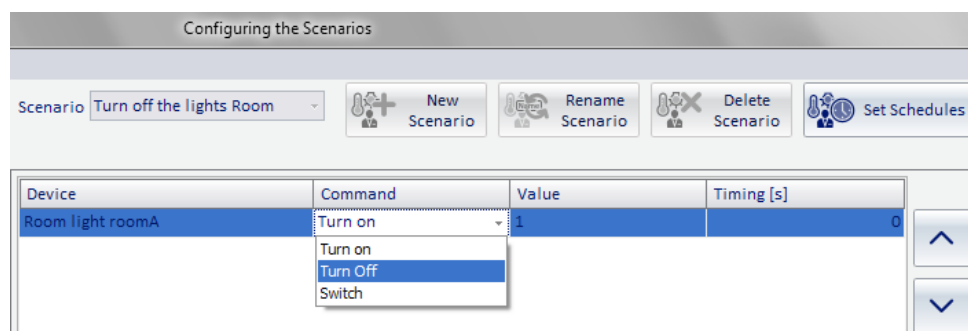 Configuring the Scenarios
Scenario Turn off the lights Room
New
Scenario
Rename
Scenario
Delete
Scenario
Set Schedules
Device Command Value Timing [s]
Room light roomA Turn on 1 0
Turn on
Turn Off
Switch